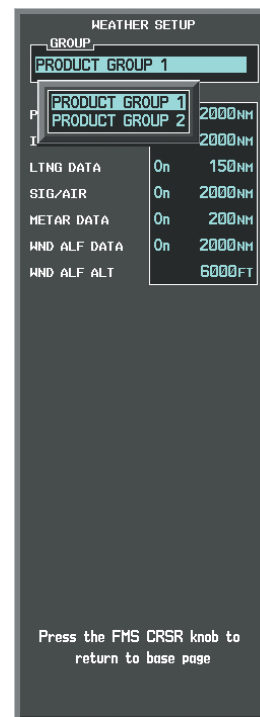 WEATHER SETUP
GROUP
PRODUCT GROUP 1
PRODUCT GROUP 1
PRODUCT GROUP 2
P 2000NM
I 2000NM
LTNG DATA On 150NM
SIG/AIR On 2000NM
METAR DATA On 200NM
WND ALF DATA On 2000NM
WND ALF ALT 6000FT
Press the FMS CRSR knob to
return to base page